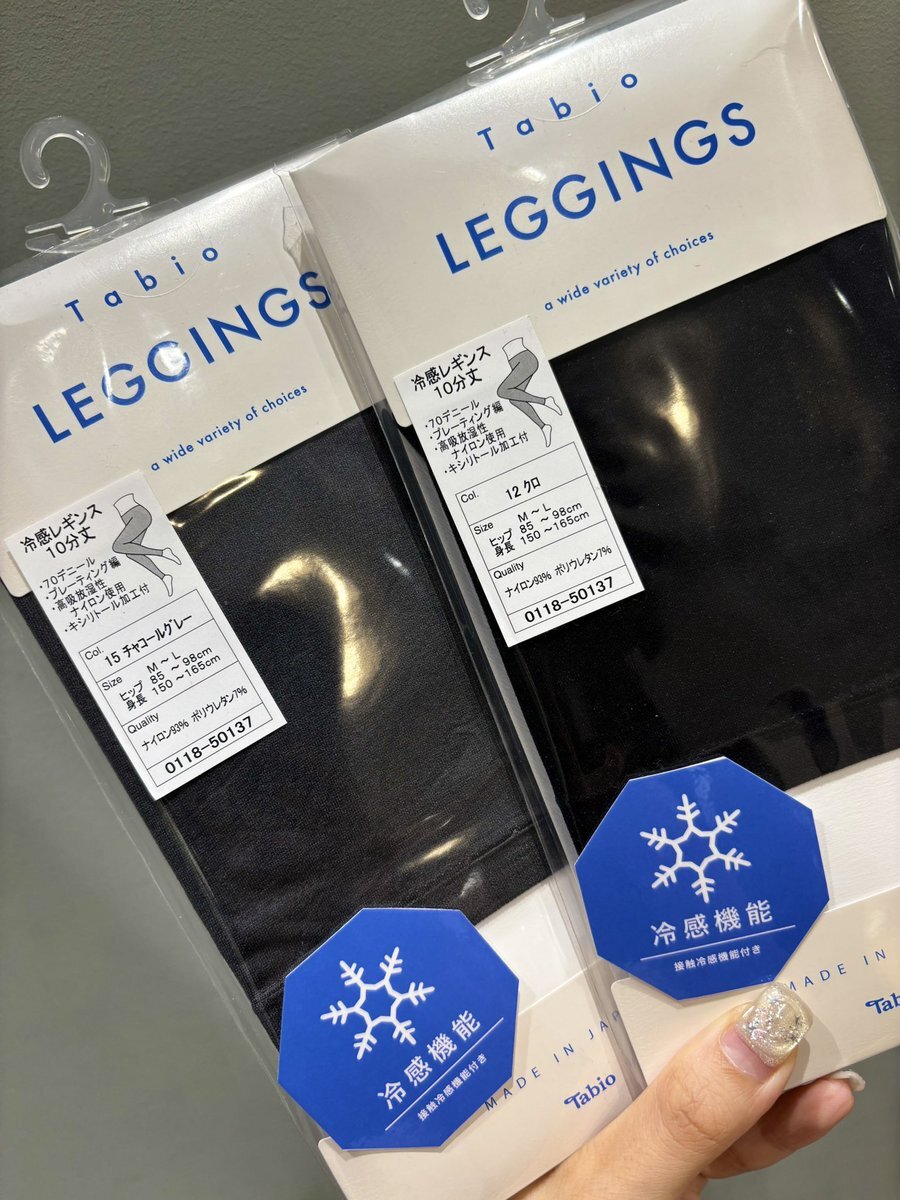 Tabio
LEGGINGS
a wide variety of choices
冷感レギンス
10分丈
・70デニール
・プレーティング編
・高吸放湿性
ナイロン使用
・キシリトール加工付
Col.
15 チャコールグレー
Size
M ～ L
ヒップ 85 ～ 98cm
身長 150 ～ 165cm
Quality
ナイロン93% ポリウレタン7%
0118-50137
冷感機能
接触冷感機能付き
MADE IN JAP
Tabio
Tabio
LEGGINGS
a wide variety of choices
冷感レギンス
10分丈
・70デニール
・プレーティング編
・高吸放湿性
ナイロン使用
・キシリトール加工付
Col.
12 クロ
Size
M ～ L
ヒップ 85 ～ 98cm
身長 150 ～ 165cm
Quality
ナイロン93% ポリウレタン7%
0118-50137
冷感機能
接触冷感機能付き
MADE IN
Tab